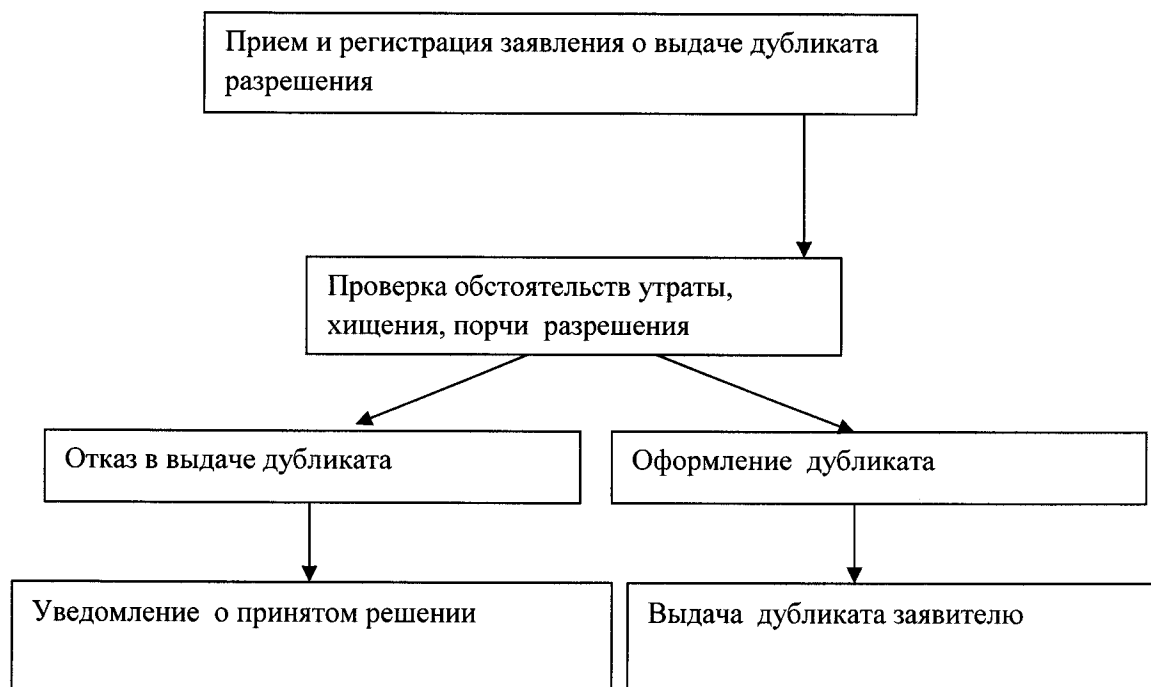 Прием и регистрация заявления о выдаче дубликата
разрешения
Проверка обстоятельств утраты,
хищения, порчи разрешения
Отказ в выдаче дубликата
Оформление дубликата
Уведомление о принятом решении
Выдача дубликата заявителю